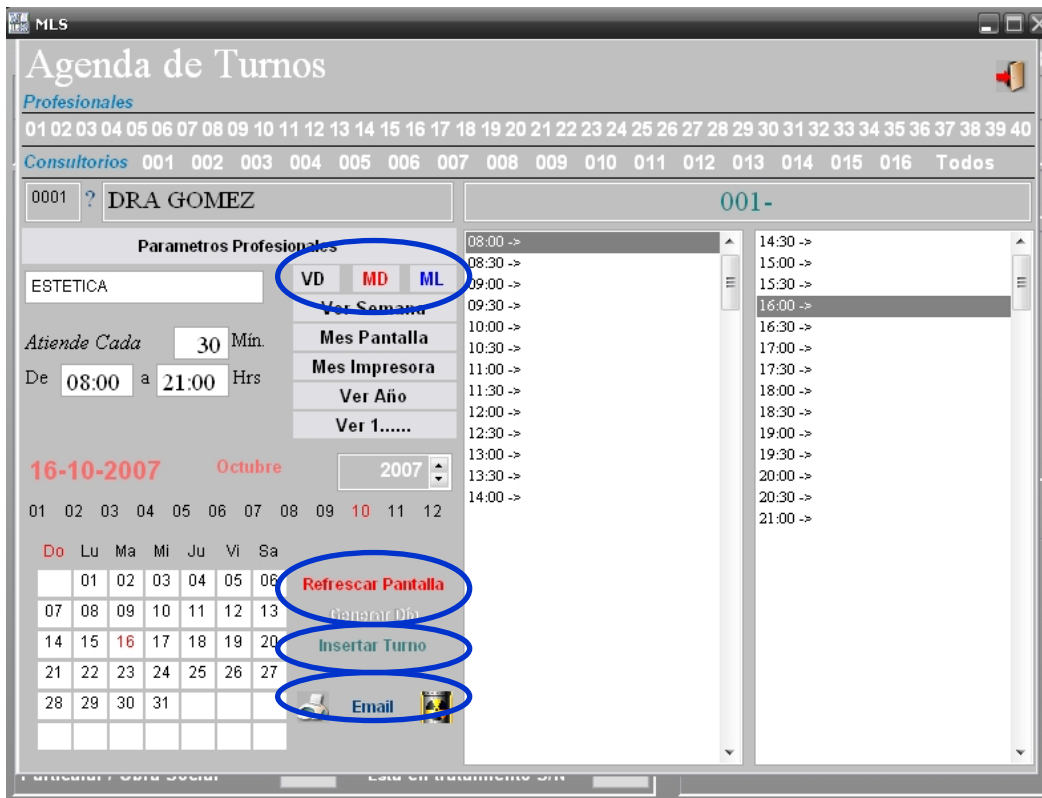 MLS
Agenda de Turnos
Profesionales
01 02 03 04 05 06 07 08 09 10 11 12 13 14 15 16 17 18 19 20 21 22 23 24 25 26 27 28 29 30 31 32 33 34 35 36 37 38 39 40
Consultorios 001 002 003 004 005 006 007 008 009 010 011 012 013 014 015 016 Todos
0001 ? DRA GOMEZ
001-
Parametros Profesionales
ESTETICA
VD MD ML
Ver Semana
Atiende Cada 30 Mín.
Mes Pantalla
De 08:00 a 21:00 Hrs
Mes Impresora
Ver Año
Ver 1......
16-10-2007 Octubre 2007
01 02 03 04 05 06 07 08 09 10 11 12
Do Lu Ma Mi Ju Vi Sa
01 02 03 04 05 06
07 08 09 10 11 12 13
14 15 16 17 18 19 20
21 22 23 24 25 26 27
28 29 30 31
Refrescar Pantalla
Generar Día
Insertar Turno
Email
08:00 ->
08:30 ->
09:00 ->
09:30 ->
10:00 ->
10:30 ->
11:00 ->
11:30 ->
12:00 ->
12:30 ->
13:00 ->
13:30 ->
14:00 ->
14:30 ->
15:00 ->
15:30 ->
16:00 ->
16:30 ->
17:00 ->
17:30 ->
18:00 ->
18:30 ->
19:00 ->
19:30 ->
20:00 ->
20:30 ->
21:00 ->
Particular / Obra Social Esta en tratamiento S/N